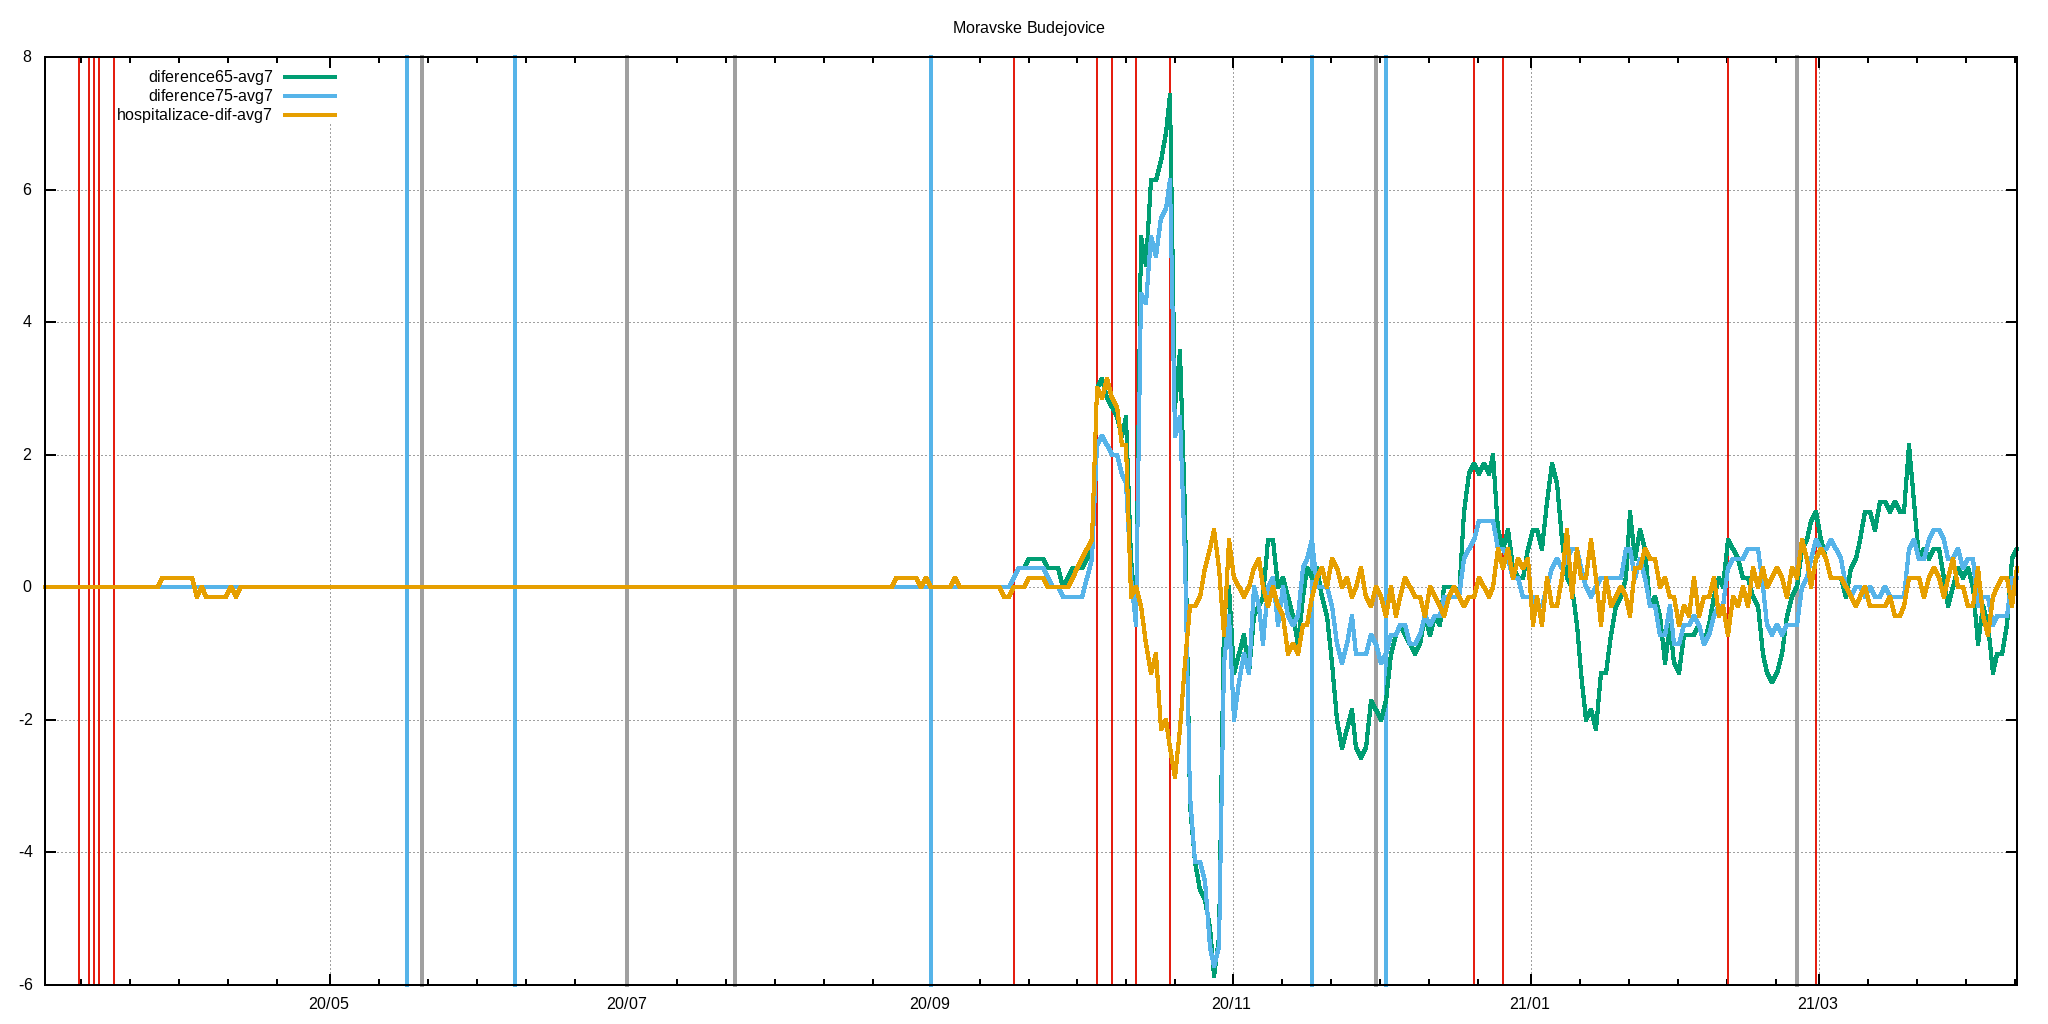 Moravske Budejovice
diference65-avg7
diference75-avg7
hospitalizace-dif-avg7
8
6
4
2
0
-2
-4
-6
20/05 20/07 20/09 20/11 21/01 21/03